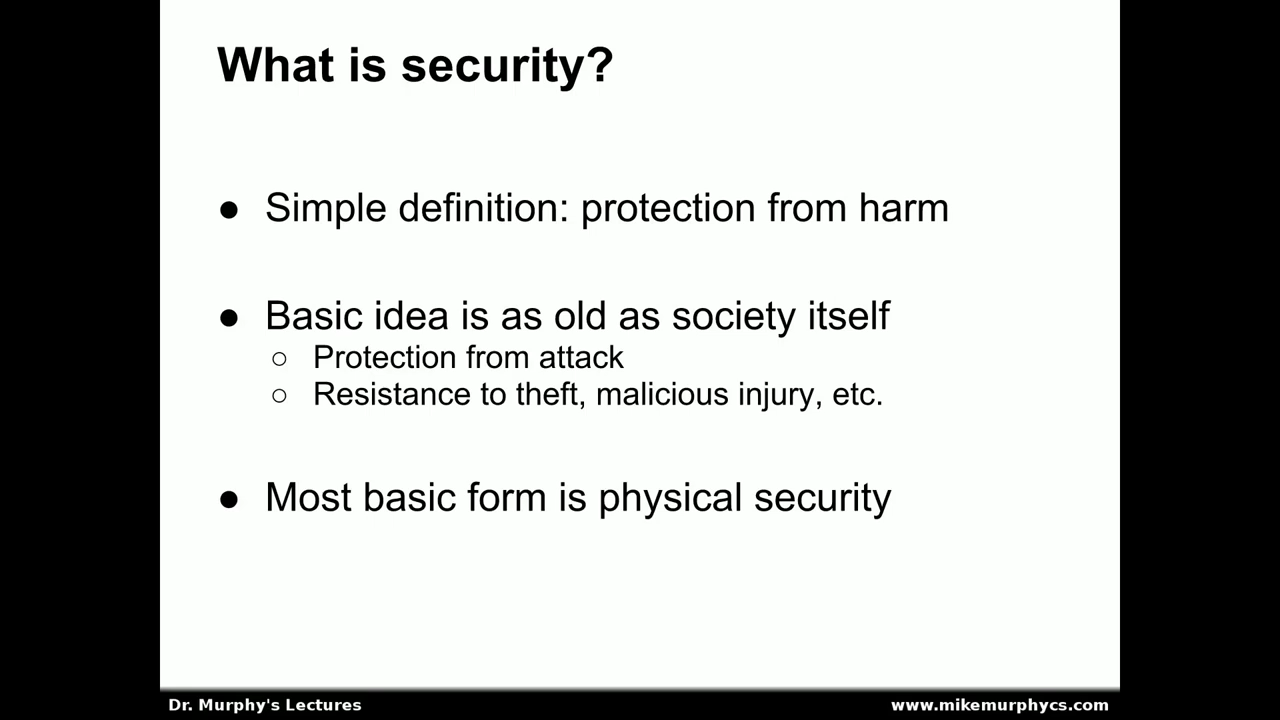 What is security?
● Simple definition: protection from harm
● Basic idea is as old as society itself
○ Protection from attack
○ Resistance to theft, malicious injury, etc.
● Most basic form is physical security
Dr. Murphy's Lectures
www.mikemurphycs.com